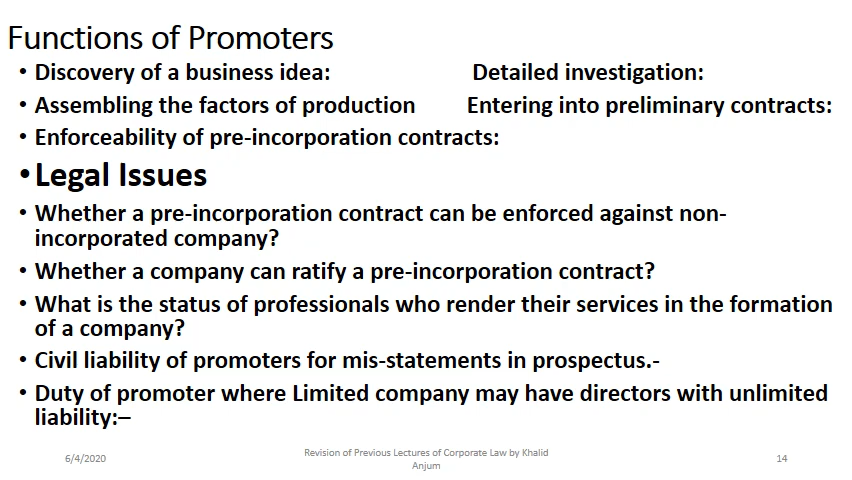 Functions of Promoters
• Discovery of a business idea: Detailed investigation:
• Assembling the factors of production Entering into preliminary contracts:
• Enforceability of pre-incorporation contracts:
• Legal Issues
• Whether a pre-incorporation contract can be enforced against non-
incorporated company?
• Whether a company can ratify a pre-incorporation contract?
• What is the status of professionals who render their services in the formation
of a company?
• Civil liability of promoters for mis-statements in prospectus.-
• Duty of promoter where Limited company may have directors with unlimited
liability:–
6/4/2020
Revision of Previous Lectures of Corporate Law by Khalid
Anjum
14